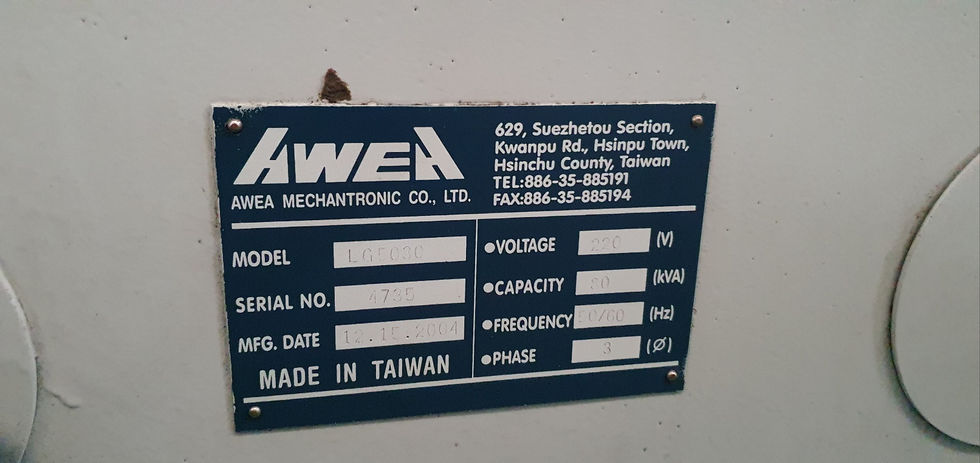 AWEA
AWEA MECHANTRONIC CO., LTD.
629, Suezhetou Section,
Kwanpu Rd., Hsinpu Town,
Hsinchu County, Taiwan
TEL:886-35-885191
FAX:886-35-885194
MODEL
SERIAL NO. 4735
MFG. DATE 12.15.2004
MADE IN TAIWAN
●VOLTAGE 220 (V)
●CAPACITY (kVA)
●FREQUENCY 50/60 (Hz)
●PHASE 3 (Ø)